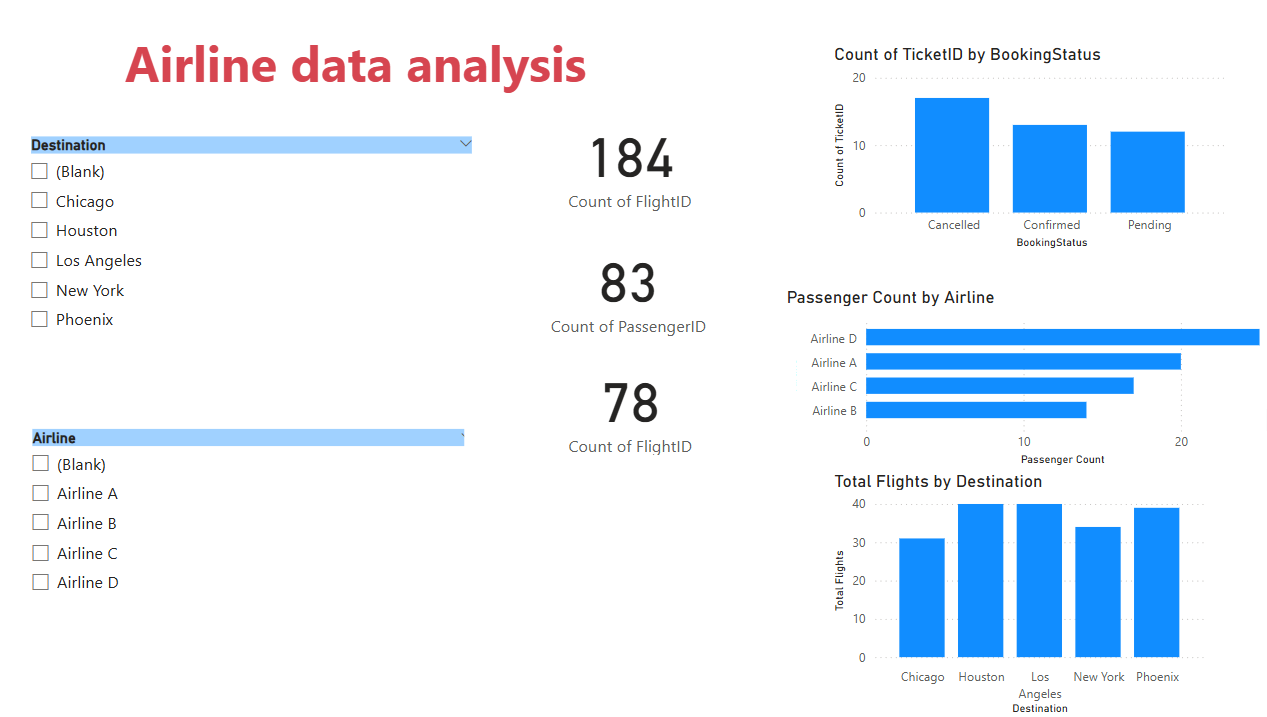 Airline data analysis
Destination
(Blank)
Chicago
Houston
Los Angeles
New York
Phoenix
Airline
(Blank)
Airline A
Airline B
Airline C
Airline D
184
Count of FlightID
83
Count of PassengerID
78
Count of FlightID
Count of TicketID by BookingStatus
Count of TicketID
20
10
0
Cancelled Confirmed Pending
BookingStatus
Passenger Count by Airline
Airline D
Airline A
Airline C
Airline B
0 10 20
Passenger Count
Total Flights by Destination
Total Flights
40
30
20
10
0
Chicago Houston Los New York Phoenix
Angeles
Destination